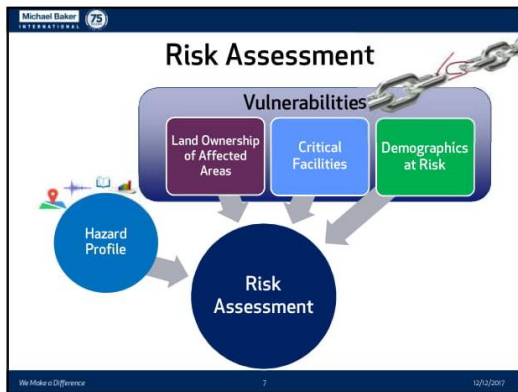 Michael Baker
INTERNATIONAL
75
Risk Assessment
Vulnerabilities
Land Ownership
of Affected
Areas
Critical
Facilities
Demographics
at Risk
Hazard
Profile
Risk
Assessment
We Make a Difference
7
12/12/2017